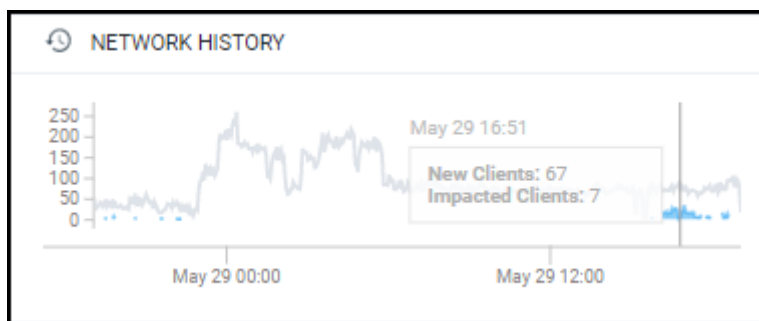 NETWORK HISTORY
250
200
150
100
50
0
May 29 16:51
New Clients: 67
Impacted Clients: 7
May 29 00:00
May 29 12:00